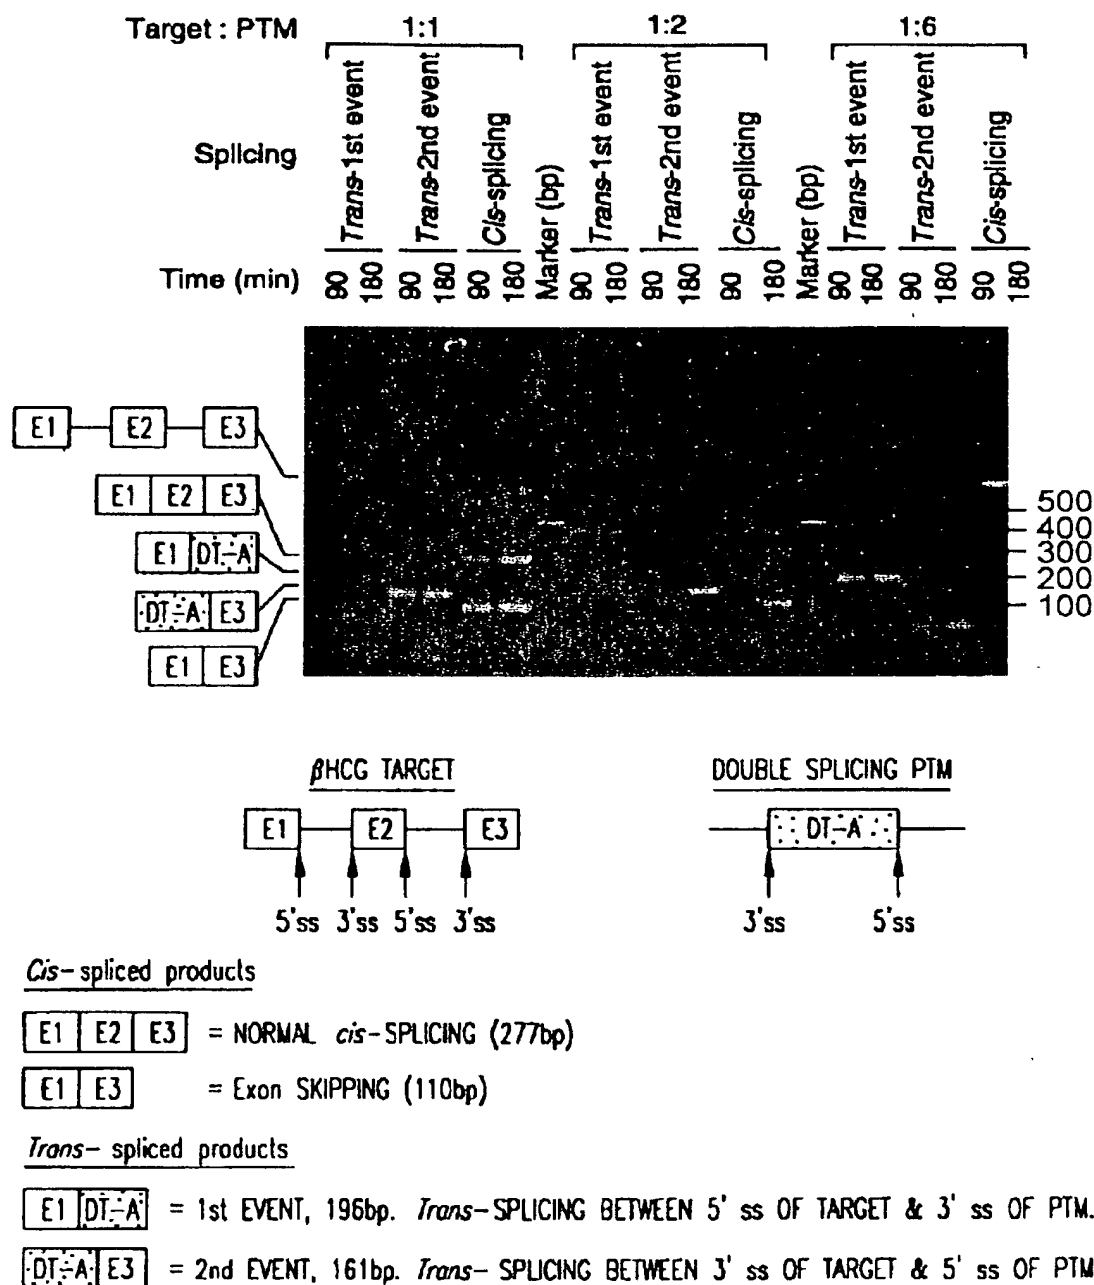 Target : PTM 1:1 1:2 1:6
Splicing Trans-1st event Trans-2nd event Cis-splicing Marker (bp) Trans-1st event Trans-2nd event Cis-splicing Marker (bp) Trans-1st event Trans-2nd event Cis-splicing
Time (min) 90 180 90 180 90 180 90 180 90 180 90 180 90 180 90 180 90 180
E1 E2 E3
E1 E2 E3
500
400
E1 DT-A
300
200
DT-A E3
100
E1 E3
βHCG TARGET DOUBLE SPLICING PTM
E1 E2 E3 DT-A
5'ss 3'ss 5'ss 3'ss 3'ss 5'ss
Cis-spliced products
E1 E2 E3 = NORMAL cis-SPLICING (277bp)
E1 E3 = Exon SKIPPING (110bp)
Trans- spliced products
E1 DT-A = 1st EVENT, 196bp. Trans-SPLICING BETWEEN 5' ss OF TARGET & 3' ss OF PTM.
DT-A E3 = 2nd EVENT, 161bp. Trans- SPLICING BETWEEN 3' ss OF TARGET & 5' ss OF PTM